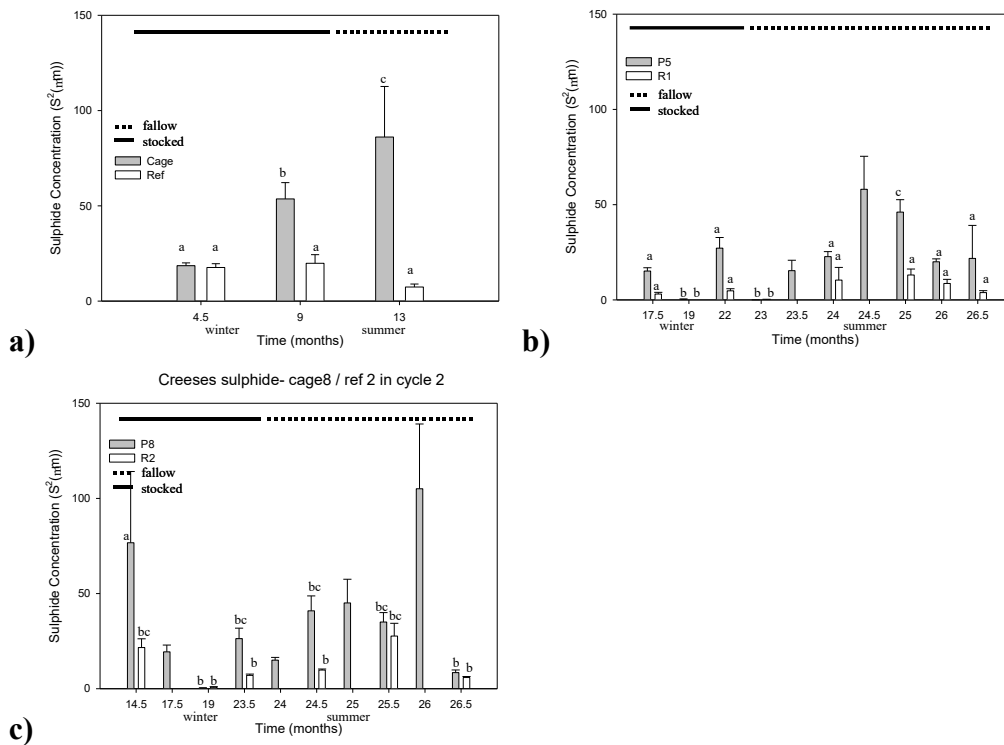 150
100
50
0
Sulphide Concentration (S²(mm)
fallow
stocked
Cage
Ref
a a
b
a
c
a
4.5 9 13
winter summer
Time (months)
a)
150
100
50
0
Sulphide Concentration (S²(mm)
P5
R1
fallow
stocked
a
a
b b
a
a
b b
a
a
c
a
a
a
a
a
17.5 19 22 23 23.5 24 24.5 25 26 26.5
winter summer
Time (months)
b)
Creeses sulphide- cage8 / ref 2 in cycle 2
150
100
50
0
Sulphide Concentration (S²(mm)
P8
R2
fallow
stocked
a
bc
b b
bc
b
bc
b
bc
bc
b b
14.5 17.5 19 23.5 24 24.5 25 25.5 26 26.5
winter summer
Time (months)
c)